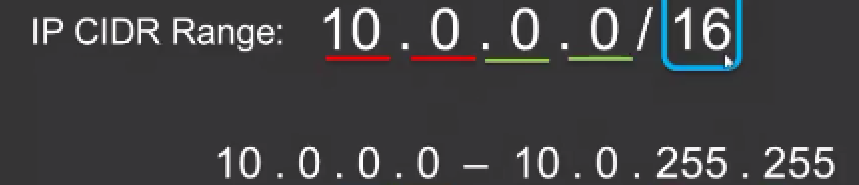 IP CIDR Range: 10 . 0 . 0 . 0 / 16
10 . 0 . 0 . 0 – 10 . 0 . 255 . 255